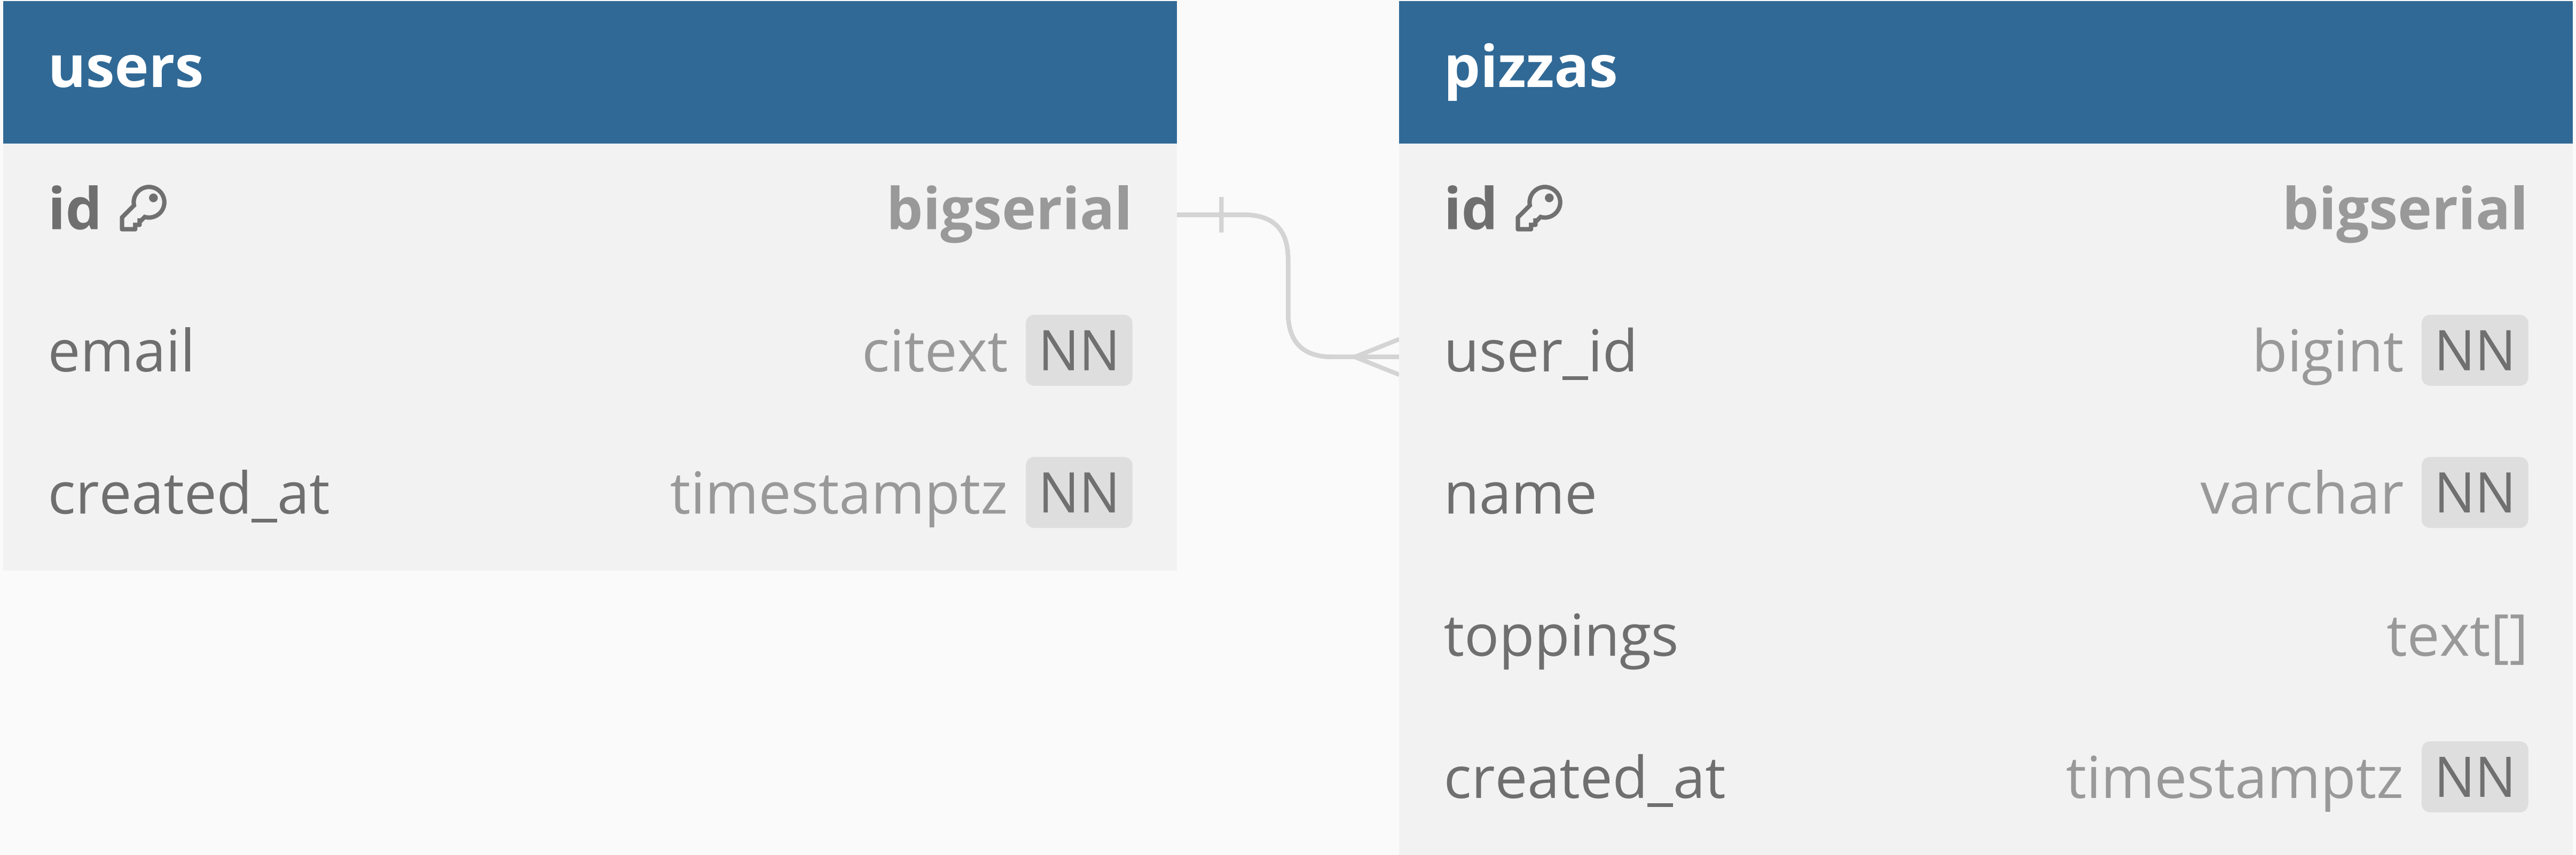 users
id bigserial
email citext NN
created_at timestamptz NN
pizzas
id bigserial
user_id bigint NN
name varchar NN
toppings text[]
created_at timestamptz NN